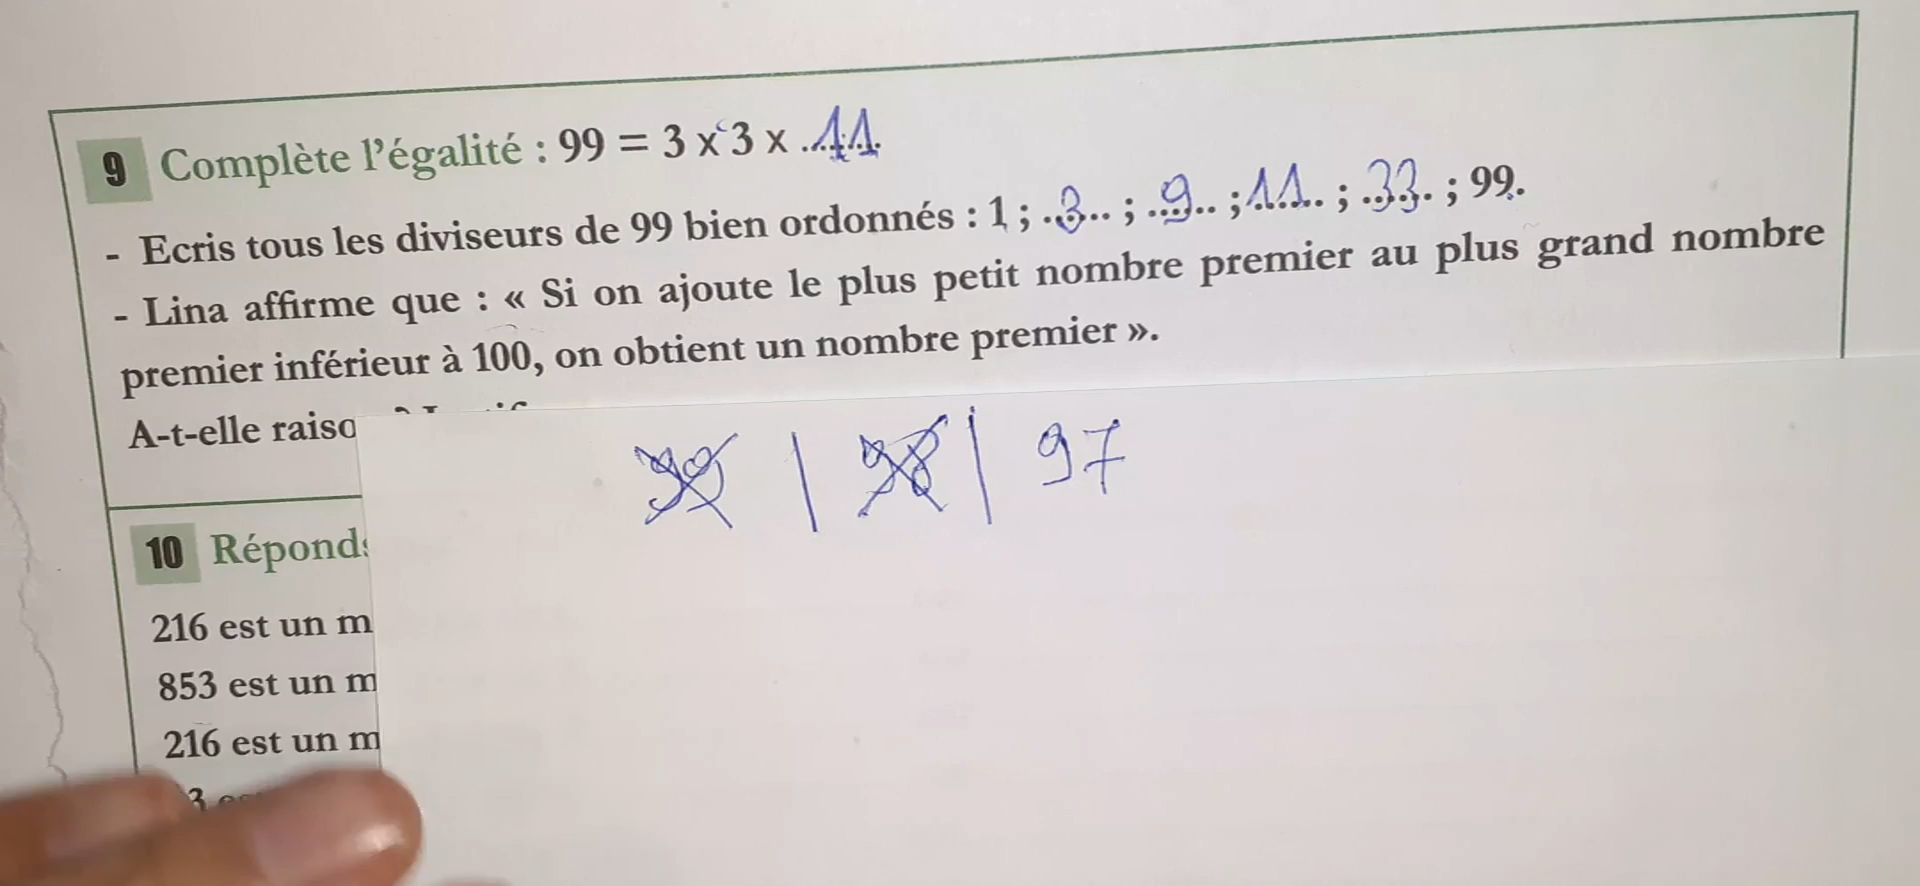 9 Complète l'égalité : 99 = 3 x 3 x .11.
- Ecris tous les diviseurs de 99 bien ordonnés : 1 ; ..3.. ; ..9.. ; ..11.. ; ..33.. ; 99.
- Lina affirme que : « Si on ajoute le plus petit nombre premier au plus grand nombre
premier inférieur à 100, on obtient un nombre premier ».
A-t-elle
99 | 98 | 97
10
216 est un
853 est un
216 est un